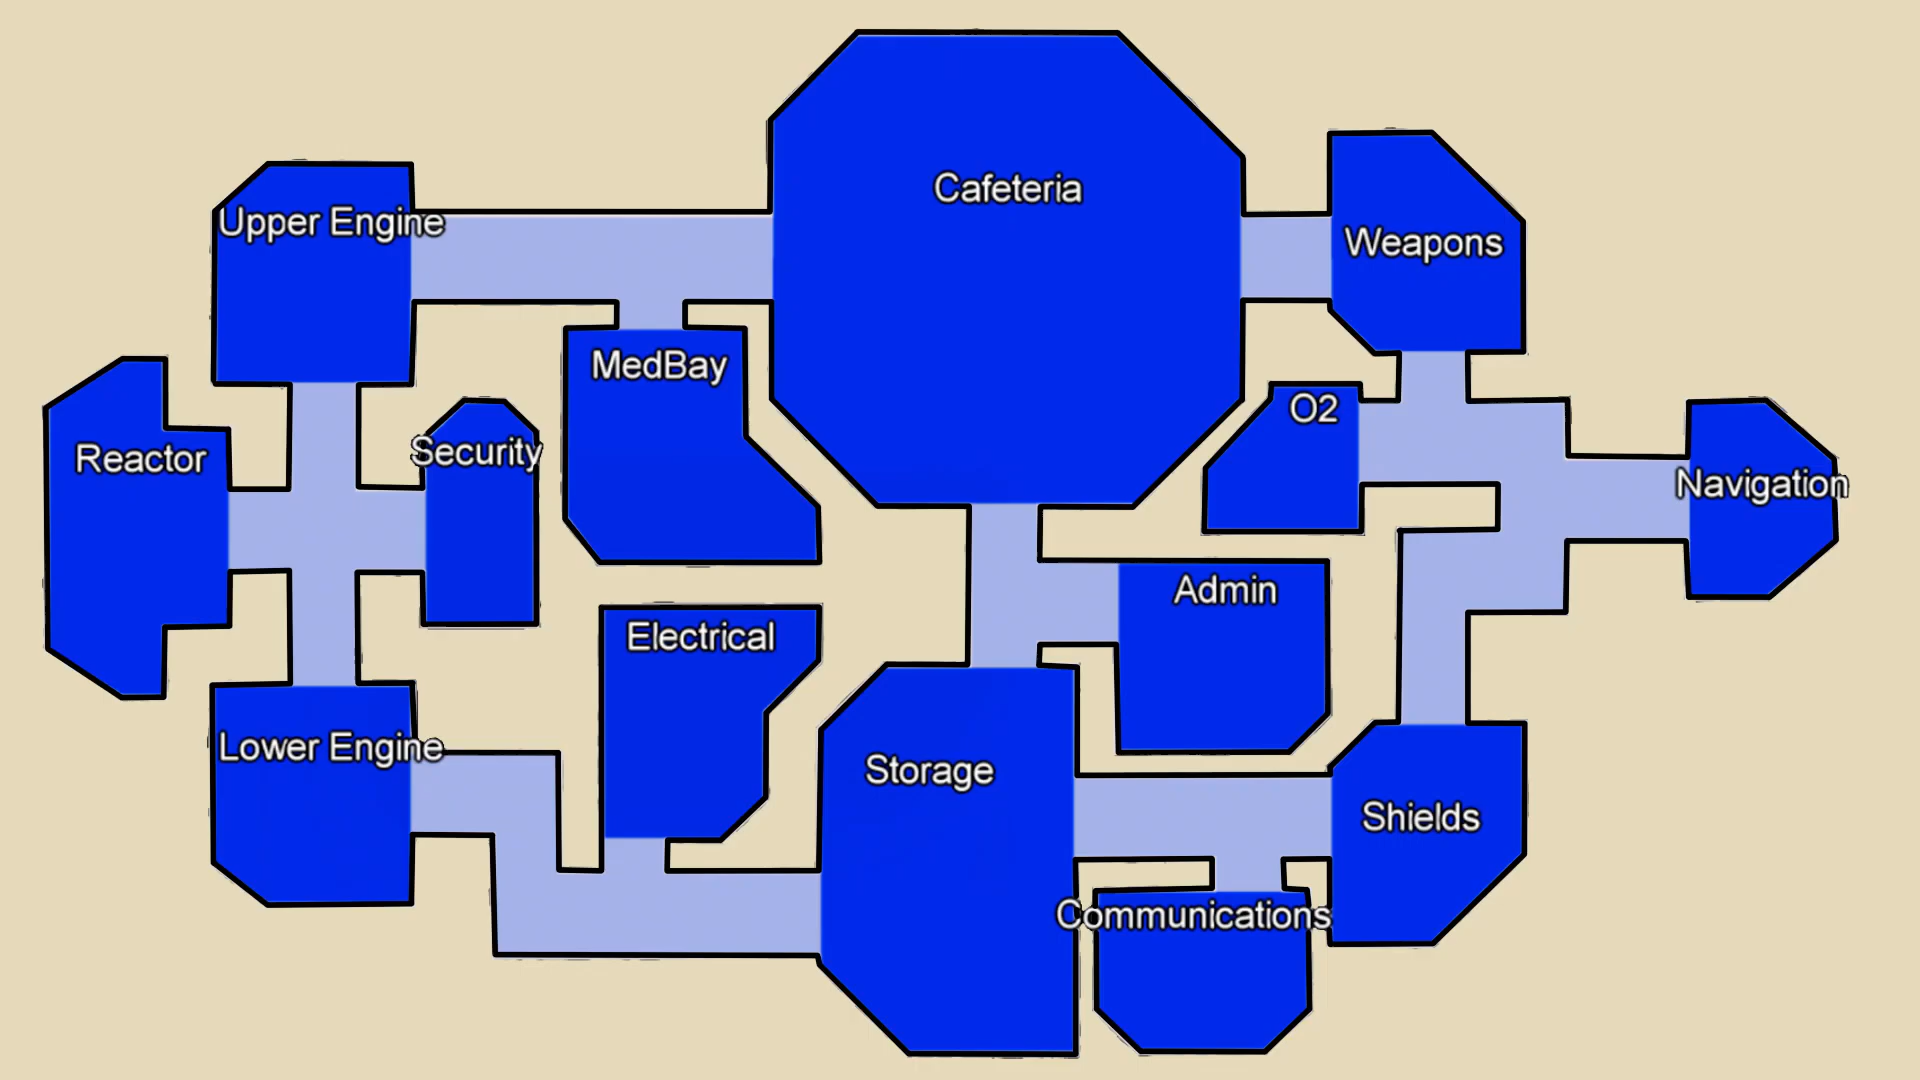 Cafeteria
Upper Engine
Weapons
MedBay
O2
Reactor
Security
Navigation
Admin
Electrical
Lower Engine
Storage
Shields
Communications